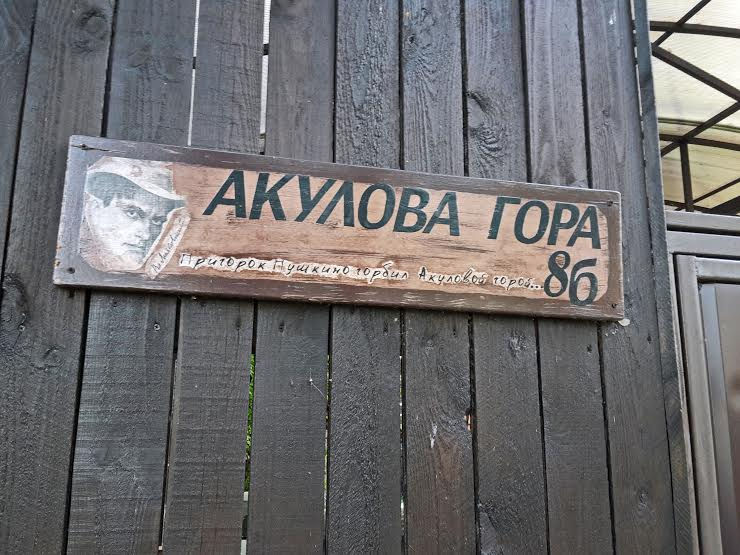 АКУЛОВА ГОРА
Пригорок Пушкино горбил Акуловой горою...
8б